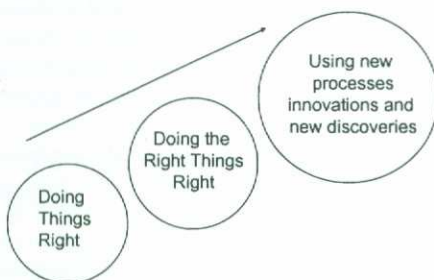 Doing
Things
Right
Doing the
Right Things
Right
Using new
processes
innovations and
new discoveries